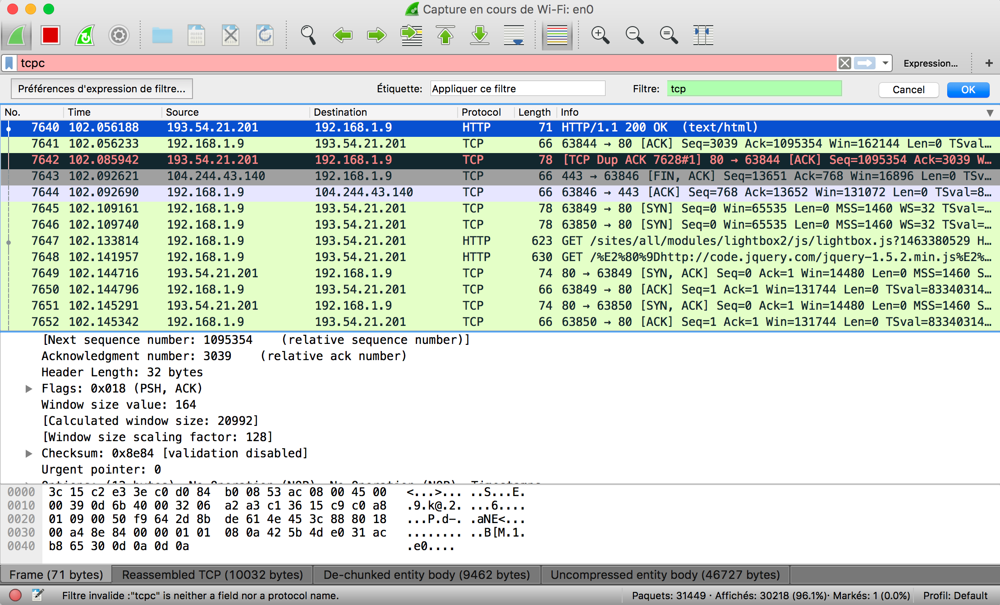 Capture en cours de Wi-Fi: en0
tcpc
Expression…
+
Préférences d'expression de filtre…
Étiquette:
Appliquer ce filtre
Filtre:
tcp
Cancel
OK
No. Time Source Destination Protocol Length Info
7640 102.056188 193.54.21.201 192.168.1.9 HTTP 71 HTTP/1.1 200 OK (text/html)
7641 102.056233 192.168.1.9 193.54.21.201 TCP 66 63844 → 80 [ACK] Seq=3039 Ack=1095354 Win=162144 Len=0 TSval…
7642 102.085942 193.54.21.201 192.168.1.9 TCP 78 [TCP Dup ACK 7628#1] 80 → 63844 [ACK] Seq=1095354 Ack=3039 W…
7643 102.092621 104.244.43.140 192.168.1.9 TCP 66 443 → 63846 [FIN, ACK] Seq=13651 Ack=768 Win=16896 Len=0 TSv…
7644 102.092690 192.168.1.9 104.244.43.140 TCP 66 63846 → 443 [ACK] Seq=768 Ack=13652 Win=131072 Len=0 TSval=8…
7645 102.109161 192.168.1.9 193.54.21.201 TCP 78 63849 → 80 [SYN] Seq=0 Win=65535 Len=0 MSS=1460 WS=32 TSval=…
7646 102.109740 192.168.1.9 193.54.21.201 TCP 78 63850 → 80 [SYN] Seq=0 Win=65535 Len=0 MSS=1460 WS=32 TSval=…
7647 102.133814 192.168.1.9 193.54.21.201 HTTP 623 GET /sites/all/modules/lightbox2/js/lightbox.js?1463380529 H…
7648 102.141957 192.168.1.9 193.54.21.201 HTTP 630 GET /%E2%80%9Dhttp://code.jquery.com/jquery-1.5.2.min.js%E2%…
7649 102.144716 193.54.21.201 192.168.1.9 TCP 74 80 → 63849 [SYN, ACK] Seq=0 Ack=1 Win=14480 Len=0 MSS=1460 S…
7650 102.144796 192.168.1.9 193.54.21.201 TCP 66 63849 → 80 [ACK] Seq=1 Ack=1 Win=131744 Len=0 TSval=83340314…
7651 102.145291 193.54.21.201 192.168.1.9 TCP 74 80 → 63850 [SYN, ACK] Seq=0 Ack=1 Win=14480 Len=0 MSS=1460 S…
7652 102.145342 192.168.1.9 193.54.21.201 TCP 66 63850 → 80 [ACK] Seq=1 Ack=1 Win=131744 Len=0 TSval=83340314…
[Next sequence number: 1095354 (relative sequence number)]
Acknowledgment number: 3039 (relative ack number)
Header Length: 32 bytes
Flags: 0x018 (PSH, ACK)
Window size value: 164
[Calculated window size: 20992]
[Window size scaling factor: 128]
Checksum: 0x8e84 [validation disabled]
Urgent pointer: 0
Options: (12 bytes), No-Operation (NOP), No-Operation (NOP), Timestamps
0000 3c 15 c2 e3 3e c0 d0 84 b0 08 53 ac 08 00 45 00 <...>... ..S...E.
0010 00 39 0d 6b 40 00 32 06 a2 a3 c1 36 15 c9 c0 a8 .9.k@.2. ...6....
0020 01 09 00 50 f9 64 2d 8b de 61 4e 45 3c 88 80 18 ...P.d-. .aNE<...
0030 00 a4 8e 84 00 00 01 01 08 0a 42 5b 4d e0 31 ac ........ ..B[M.1.
0040 b8 65 30 0d 0a 0d 0a .e0....
Frame (71 bytes)
Reassembled TCP (10032 bytes)
De-chunked entity body (9462 bytes)
Uncompressed entity body (46727 bytes)
Filtre invalide :"tcpc" is neither a field nor a protocol name.
Paquets: 31449 · Affichés: 30218 (96.1%)· Markés: 1 (0.0%)
Profil: Default